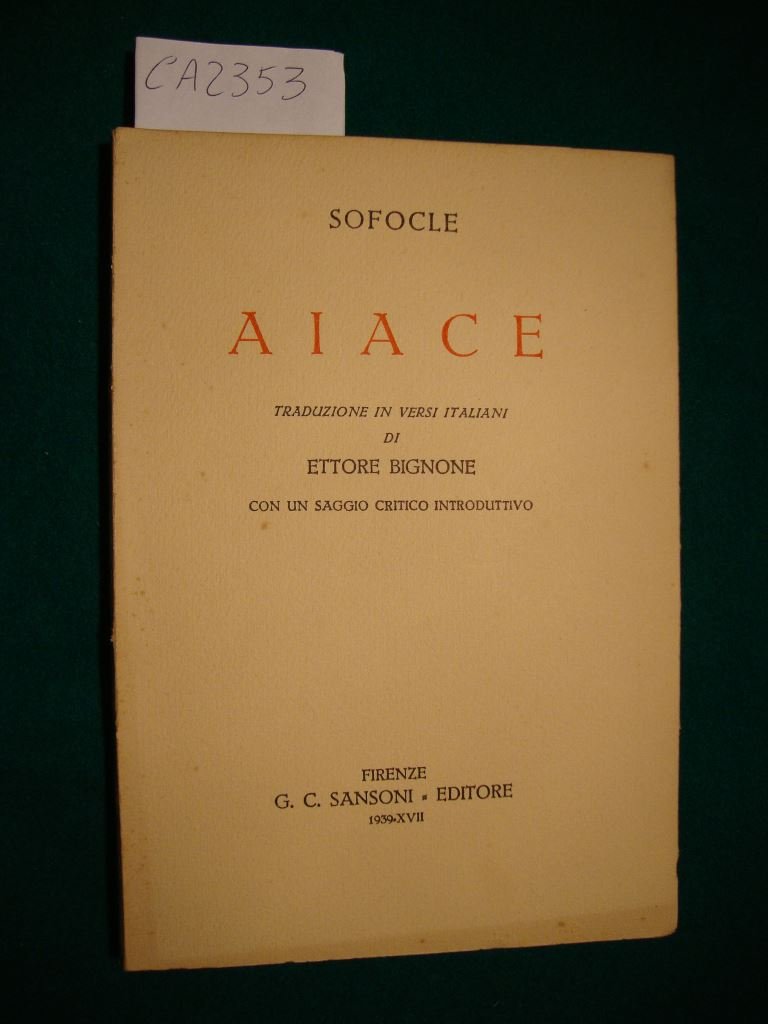 CA2353
SOFOCLE
AIACE
TRADUZIONE IN VERSI ITALIANI
DI
ETTORE BIGNONE
CON UN SAGGIO CRITICO INTRODUTTIVO
FIRENZE
G. C. SANSONI - EDITORE
1939-XVII